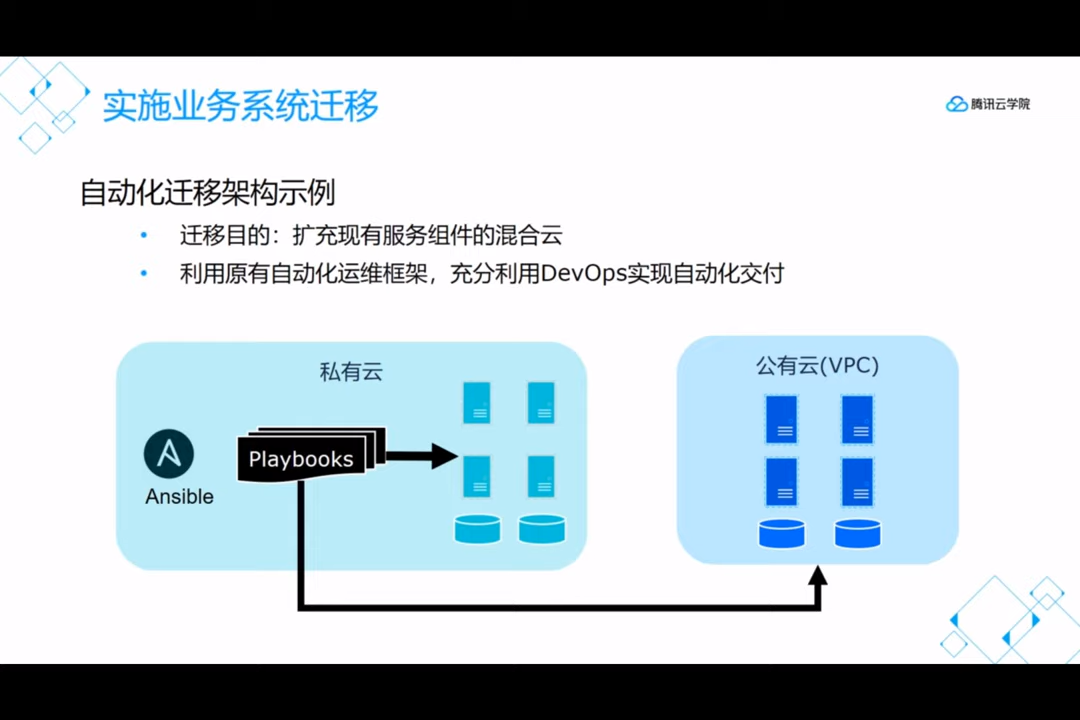 实施业务系统迁移
腾讯云学院
自动化迁移架构示例
• 迁移目的：扩充现有服务组件的混合云
• 利用原有自动化运维框架，充分利用DevOps实现自动化交付
私有云
公有云(VPC)
Playbooks
Ansible